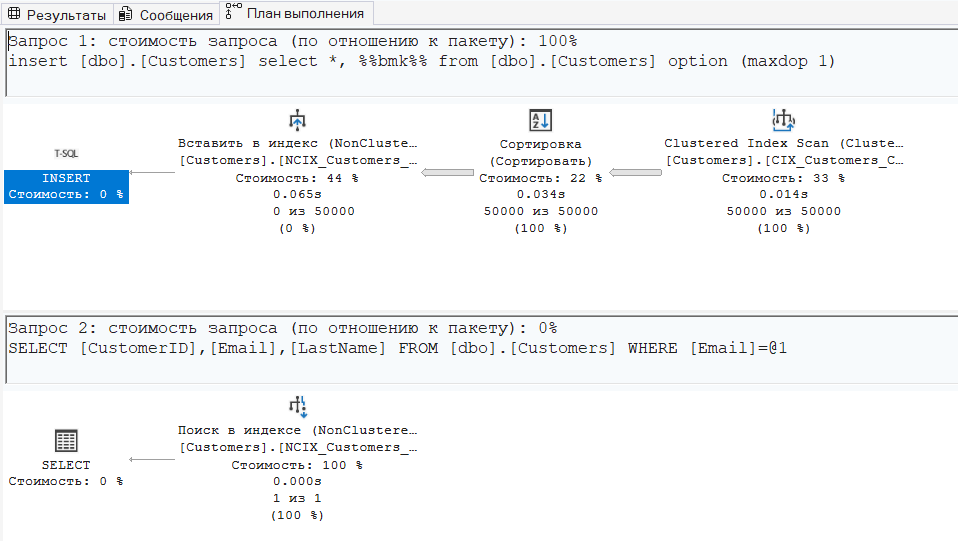 Результаты Сообщения План выполнения
Запрос 1: стоимость запроса (по отношению к пакету): 100%
insert [dbo].[Customers] select *, %%bmk%% from [dbo].[Customers] option (maxdop 1)
T-SQL
INSERT
Стоимость: 0 %
Вставить в индекс (NonCluste…
[Customers].[NCIX_Customers_…
Стоимость: 44 %
0.065s
0 из 50000
(0 %)
Сортировка
(Сортировать)
Стоимость: 22 %
0.034s
50000 из 50000
(100 %)
Clustered Index Scan (Cluste…
[Customers].[CIX_Customers_C…
Стоимость: 33 %
0.014s
50000 из 50000
(100 %)
Запрос 2: стоимость запроса (по отношению к пакету): 0%
SELECT [CustomerID],[Email],[LastName] FROM [dbo].[Customers] WHERE [Email]=@1
SELECT
Стоимость: 0 %
Поиск в индексе (NonClustere…
[Customers].[NCIX_Customers_…
Стоимость: 100 %
0.000s
1 из 1
(100 %)